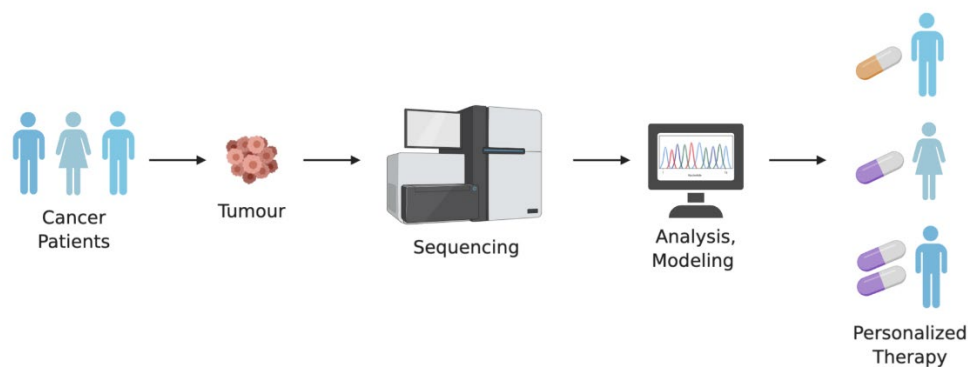 Cancer
Patients
Tumour
Sequencing
Analysis,
Modeling
Personalized
Therapy